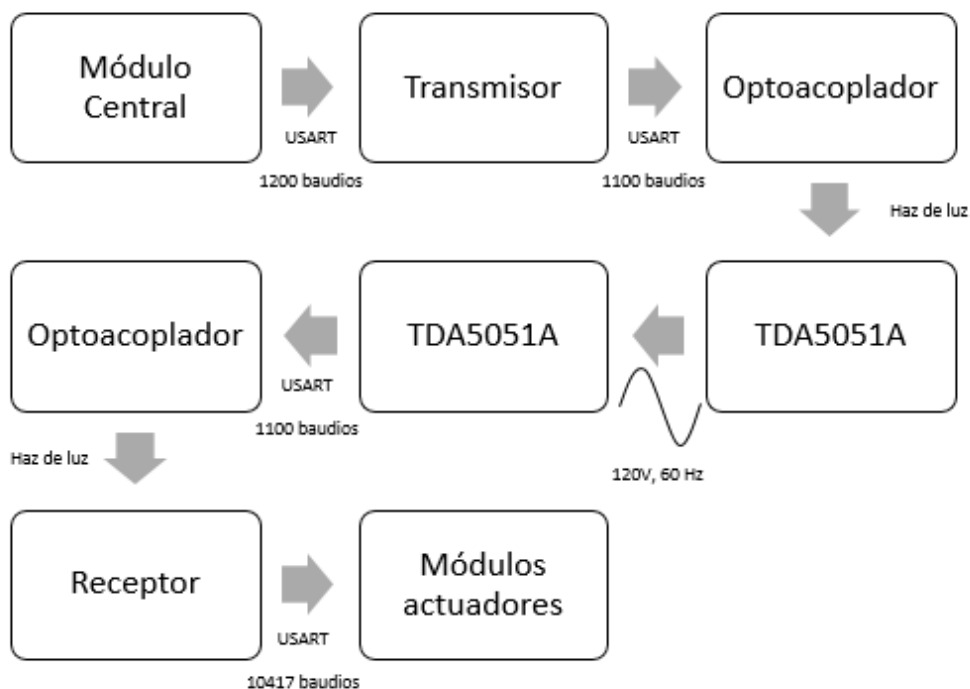 Módulo
Central
USART
1200 baudios
Transmisor
USART
1100 baudios
Optoacoplador
Haz de luz
TDA5051A
120V, 60 Hz
TDA5051A
USART
1100 baudios
Optoacoplador
Haz de luz
Receptor
USART
10417 baudios
Módulos
actuadores